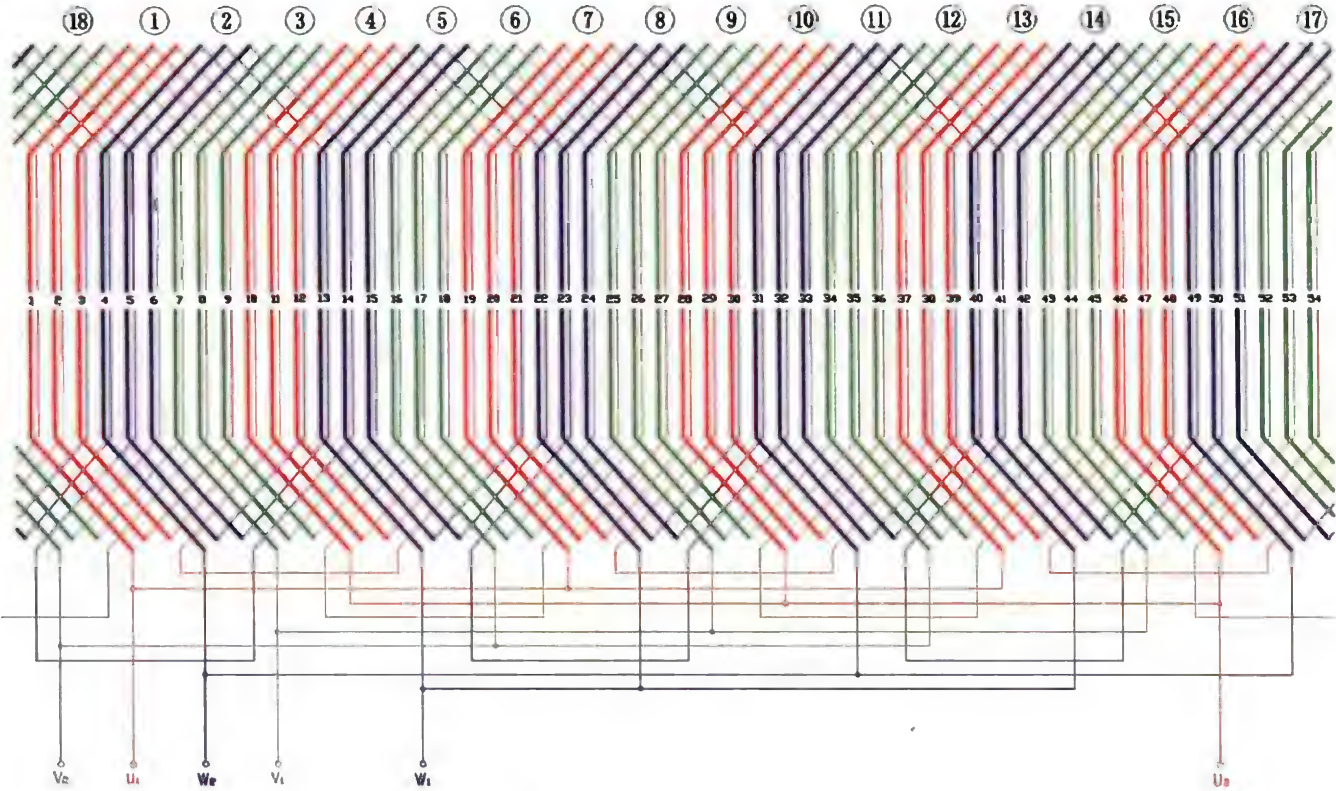 ⑱ ① ② ③ ④ ⑤ ⑥ ⑦ ⑧ ⑨ ⑩ ⑪ ⑫ ⑬ ⑭ ⑮ ⑯ ⑰
1 2 3 4 5 6 7 8 9 10 11 12 13 14 15 16 17 18 19 20 21 22 23 24 25 26 27 28 29 30 31 32 33 34 35 36 37 38 39 40 41 42 43 44 45 46 47 48 49 50 51 52 53 54
V₂ U₁ W₂ V₁ W₁ U₂